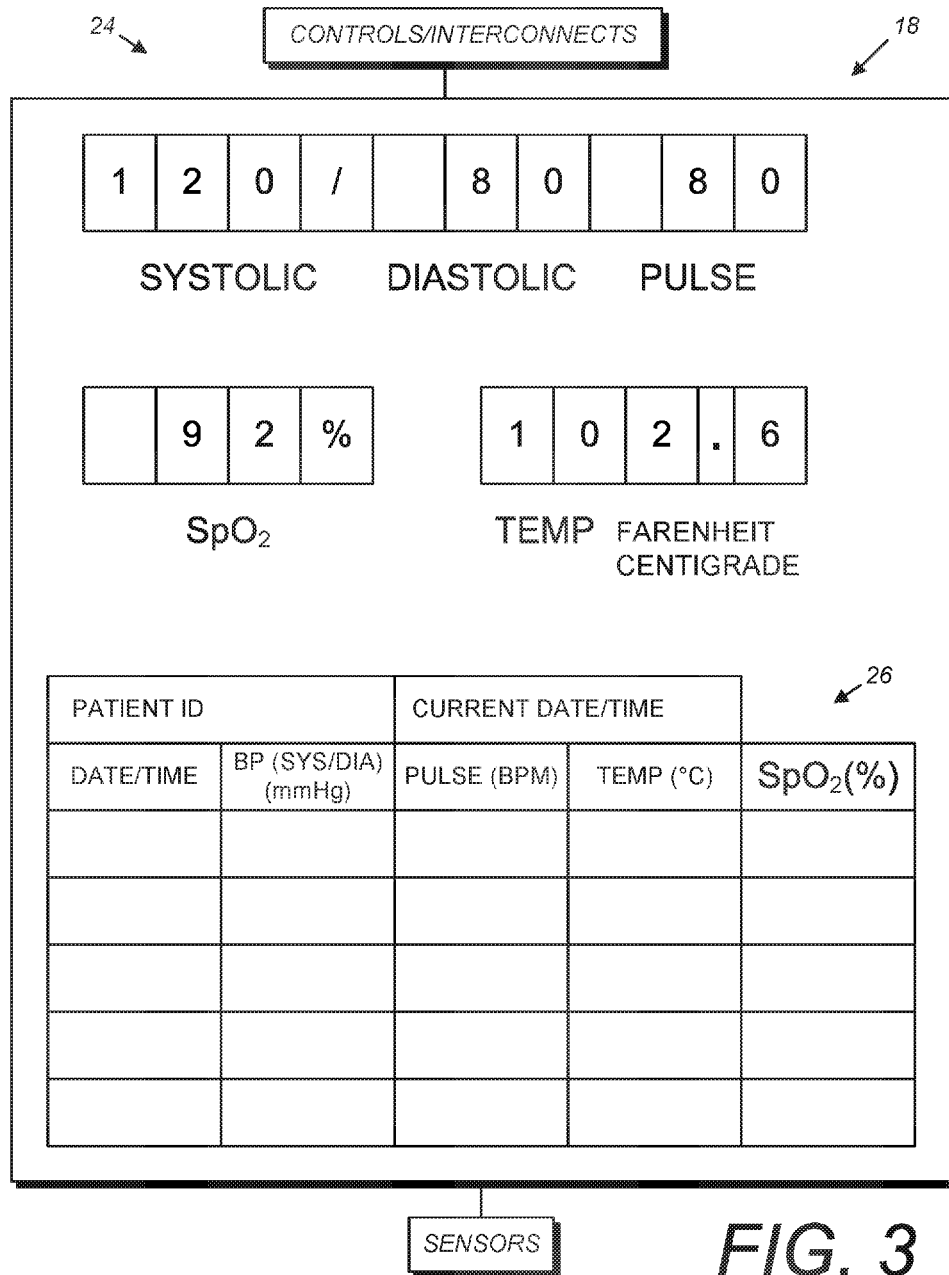 24
CONTROLS/INTERCONNECTS
18
1 2 0 / 8 0 8 0
SYSTOLIC DIASTOLIC PULSE
9 2 % 1 0 2 . 6
SpO₂ TEMP FARENHEIT
CENTIGRADE
26
PATIENT ID CURRENT DATE/TIME
DATE/TIME BP (SYS/DIA) PULSE (BPM) TEMP (°C) SpO₂(%)
(mmHg)
SENSORS
FIG. 3